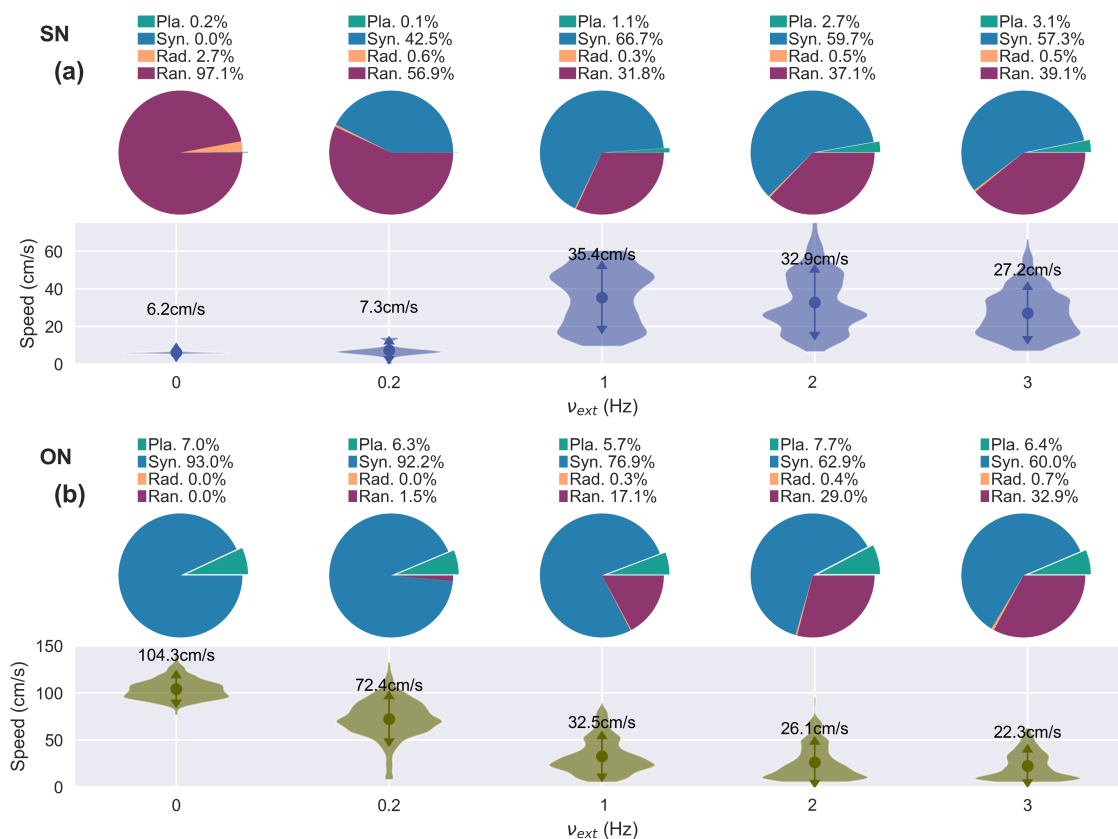 SN
(a)
Pla. 0.2%
Syn. 0.0%
Rad. 2.7%
Ran. 97.1%
Pla. 0.1%
Syn. 42.5%
Rad. 0.6%
Ran. 56.9%
Pla. 1.1%
Syn. 66.7%
Rad. 0.3%
Ran. 31.8%
Pla. 2.7%
Syn. 59.7%
Rad. 0.5%
Ran. 37.1%
Pla. 3.1%
Syn. 57.3%
Rad. 0.5%
Ran. 39.1%
Speed (cm/s)
60
40
20
0
6.2cm/s
7.3cm/s
35.4cm/s
32.9cm/s
27.2cm/s
0
0.2
1
2
3
ν_ext (Hz)
ON
(b)
Pla. 7.0%
Syn. 93.0%
Rad. 0.0%
Ran. 0.0%
Pla. 6.3%
Syn. 92.2%
Rad. 0.0%
Ran. 1.5%
Pla. 5.7%
Syn. 76.9%
Rad. 0.3%
Ran. 17.1%
Pla. 7.7%
Syn. 62.9%
Rad. 0.4%
Ran. 29.0%
Pla. 6.4%
Syn. 60.0%
Rad. 0.7%
Ran. 32.9%
Speed (cm/s)
150
100
50
0
104.3cm/s
72.4cm/s
32.5cm/s
26.1cm/s
22.3cm/s
0
0.2
1
2
3
ν_ext (Hz)